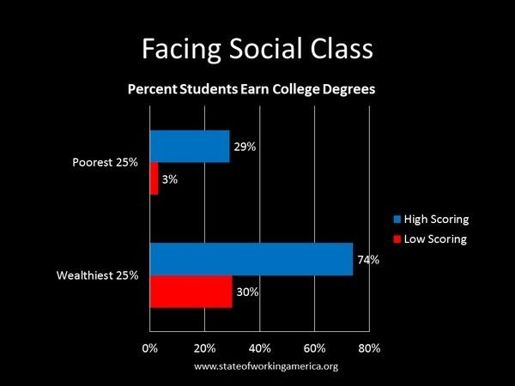 Facing Social Class
Percent Students Earn College Degrees
Poorest 25%
29%
3%
High Scoring
Low Scoring
Wealthiest 25%
74%
30%
0% 20% 40% 60% 80%
www.stateofworkingamerica.org